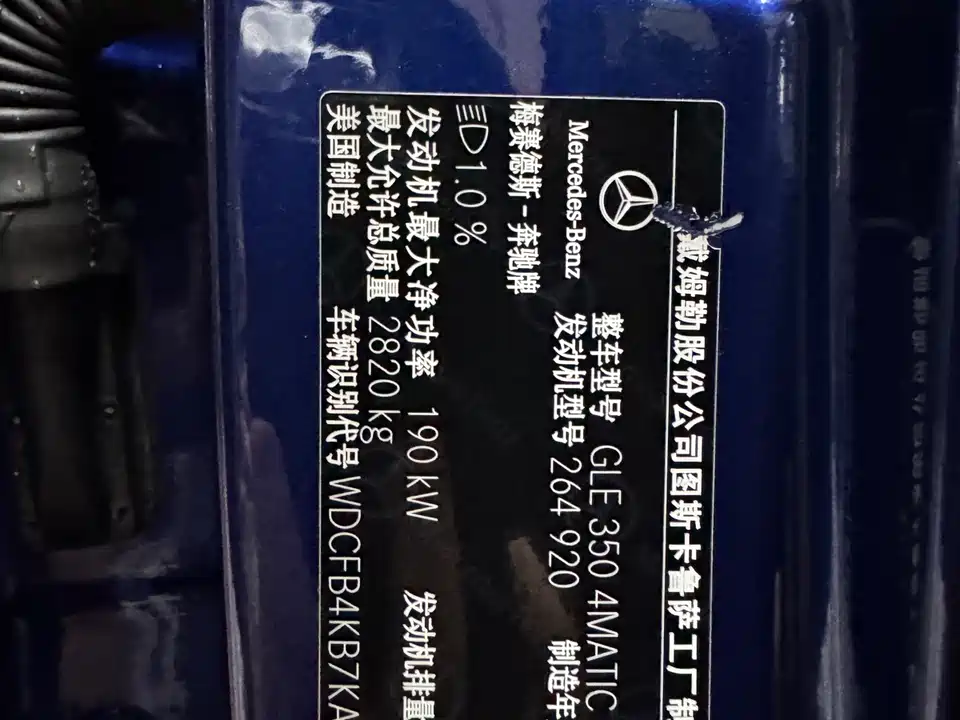 戴姆勒股份公司图斯卡鲁萨工厂制
Mercedes-Benz
整车型号 GLE 350 4MATIC
发动机型号 264 920 制造年
梅赛德斯-奔驰牌
1.0 %
发动机最大净功率 190 kW 发动机排量
最大允许总质量 2820 kg
美国制造 车辆识别代号 WDCFB4KB7KA